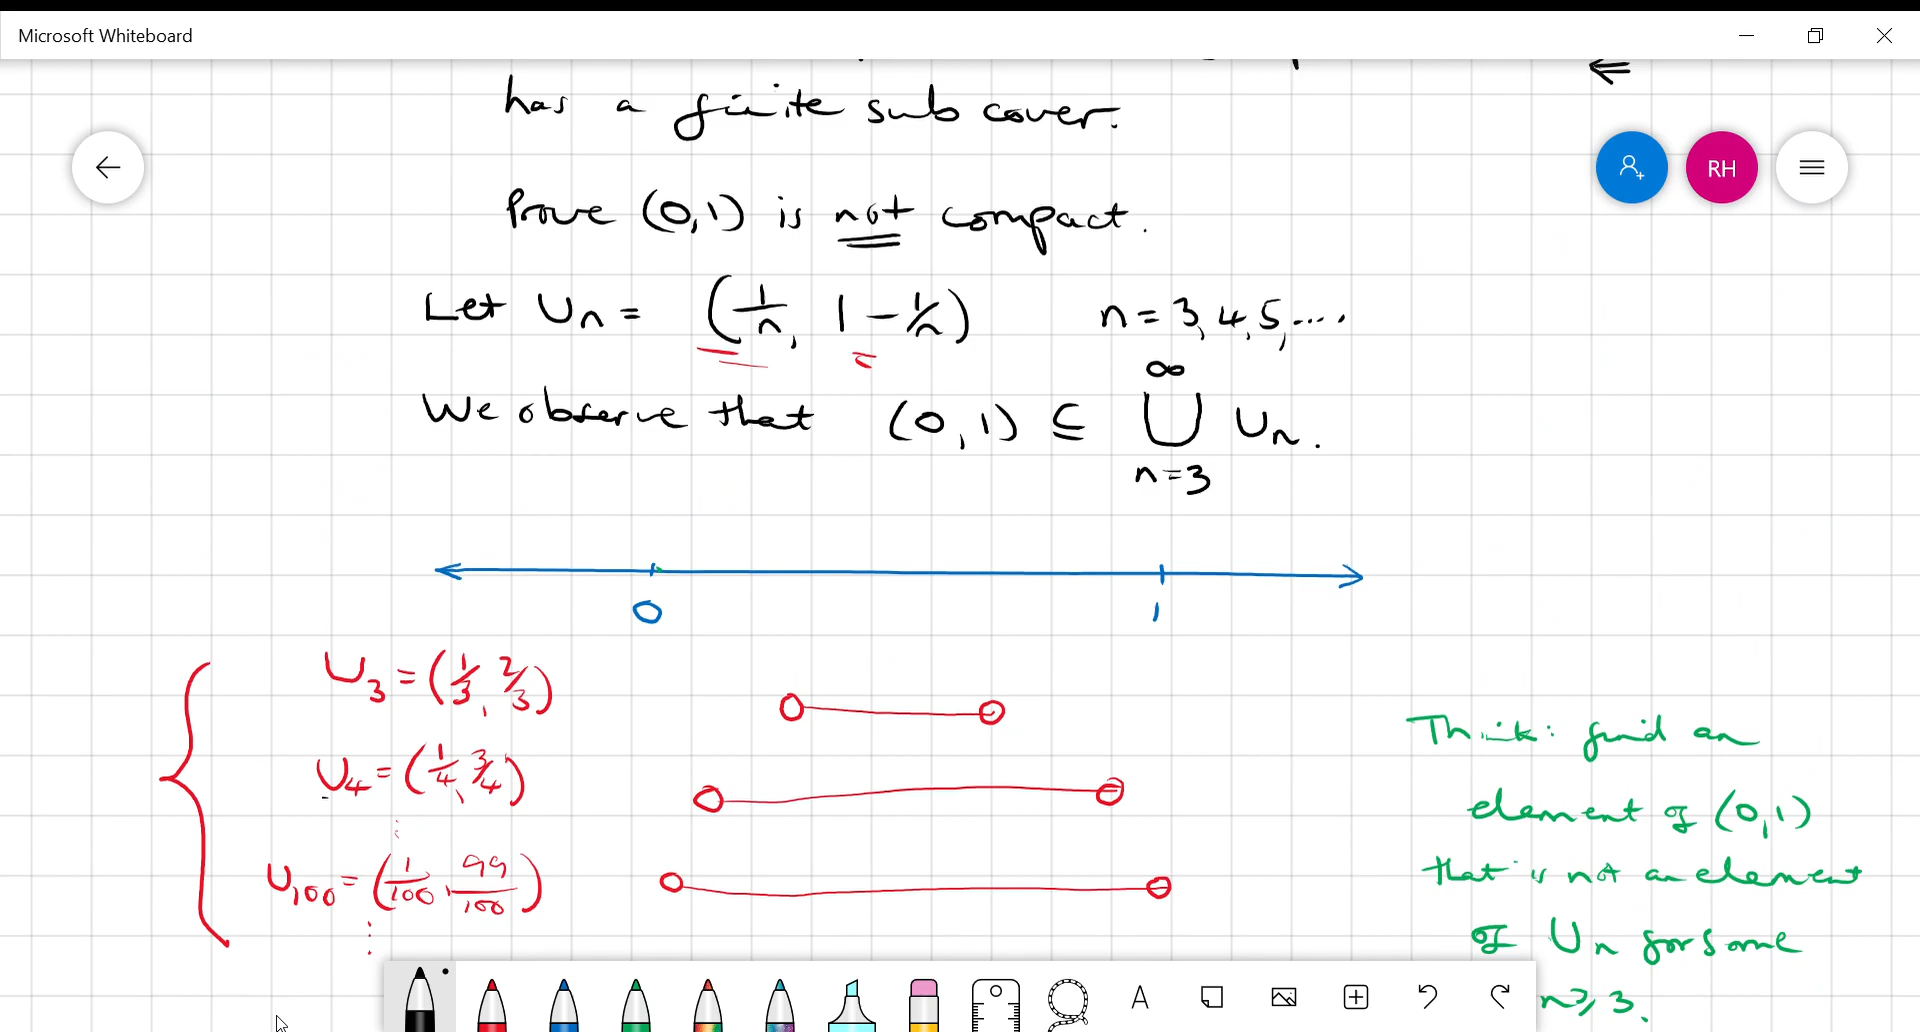 Microsoft Whiteboard
has a finite sub cover.
RH
Prove (0,1) is not compact.
Let Un = (1/n, 1 - 1/n) n = 3, 4, 5, ....
We observe that (0,1) ⊆ ∞ ⋃ n=3 Un.
0 1
U3 = (1/3, 2/3)
U4 = (1/4, 3/4)
⋮
U100 = (1/100, 99/100)
⋮
Think: find an
element of (0,1)
that is not an element
of Un for some
n ≥ 3.
A